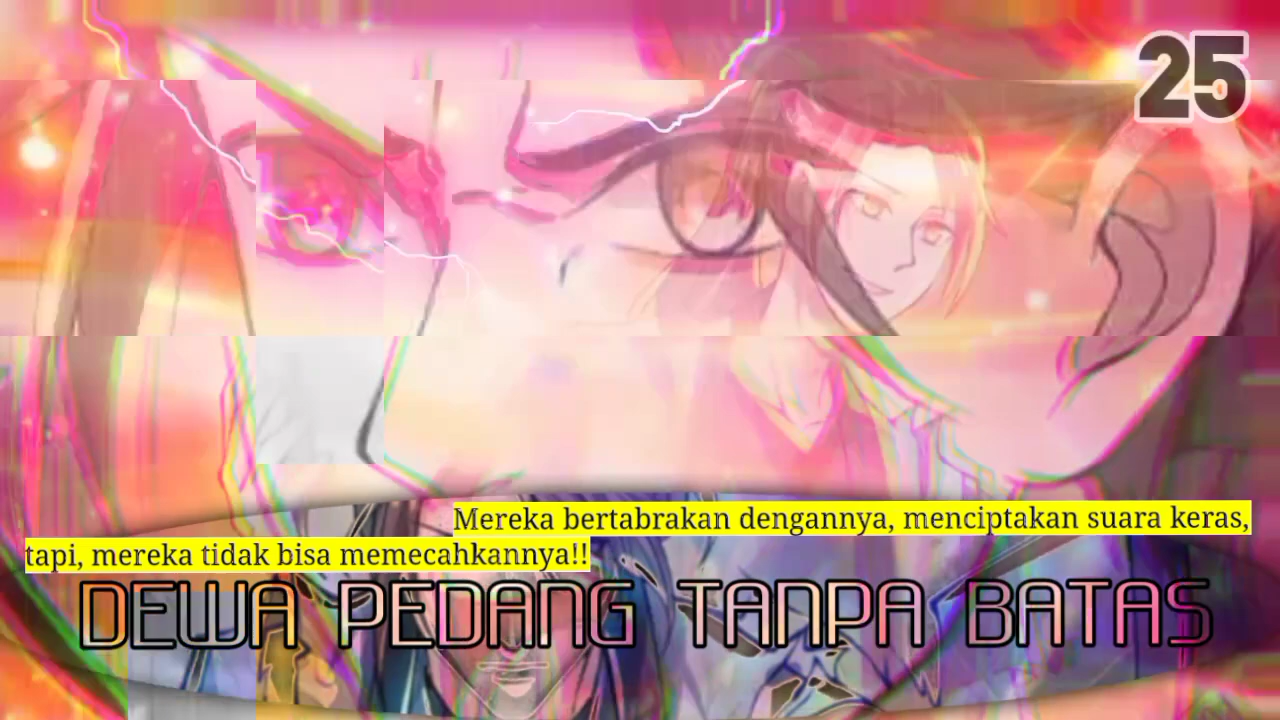 25
Mereka bertabrakan dengannya, menciptakan suara keras,
tapi, mereka tidak bisa memecahkannya!!
DEWA PEDANG TANPA BATAS